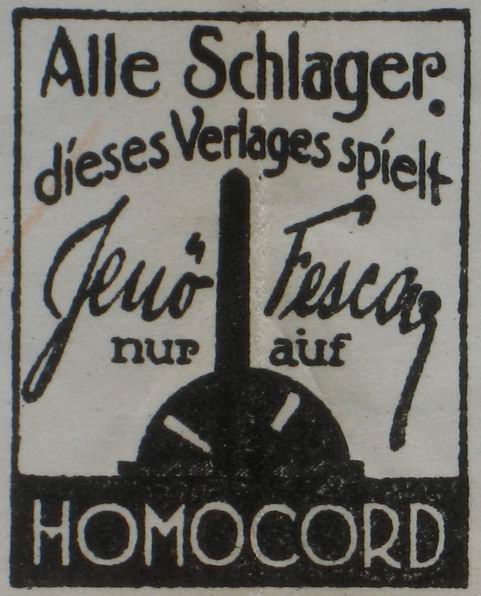 Alle Schlager
dieses Verlages spielt
Jenö Fesca
nur auf
HOMOCORD